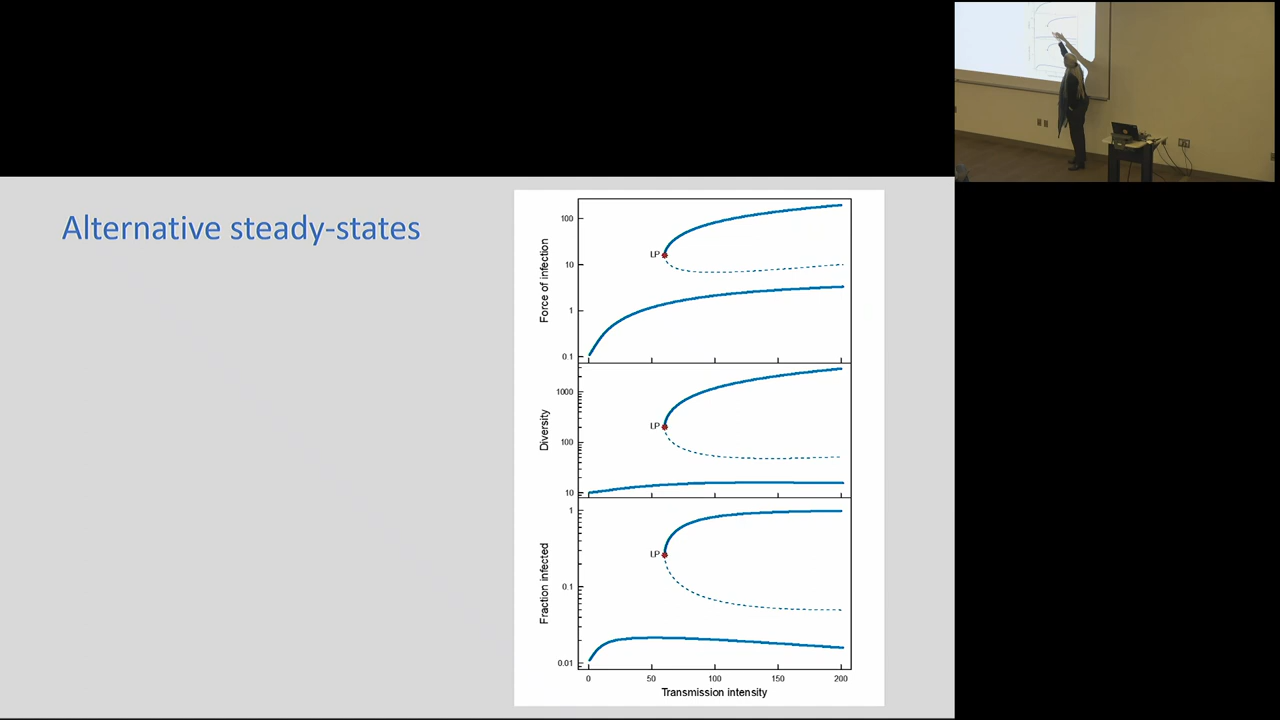 Alternative steady-states
Force of infection
100
10
1
0.1
LP
Diversity
1000
100
10
LP
Fraction infected
1
0.1
0.01
LP
0 50 100 150 200
Transmission intensity